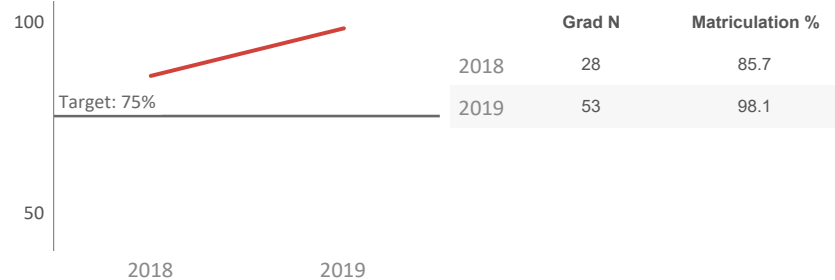 100
Target: 75%
50
2018 2019
Grad N Matriculation %
2018 28 85.7
2019 53 98.1